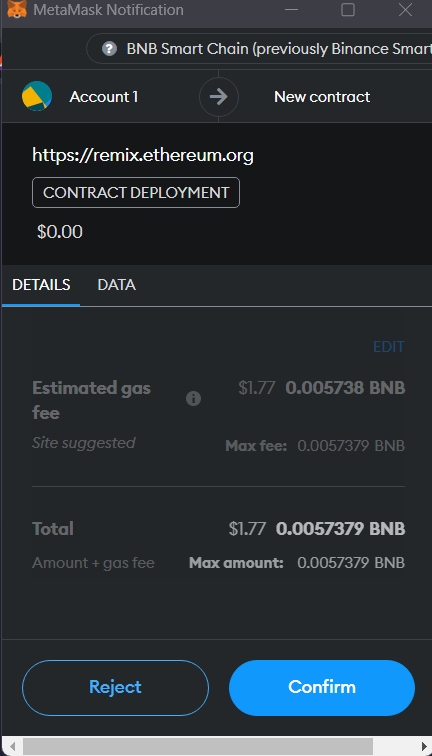 MetaMask Notification
BNB Smart Chain (previously Binance Smart
Account 1
New contract
https://remix.ethereum.org
CONTRACT DEPLOYMENT
$0.00
DETAILS DATA
EDIT
Estimated gas fee $1.77 0.005738 BNB
Site suggested Max fee: 0.0057379 BNB
Total $1.77 0.0057379 BNB
Amount + gas fee Max amount: 0.0057379 BNB
Reject Confirm